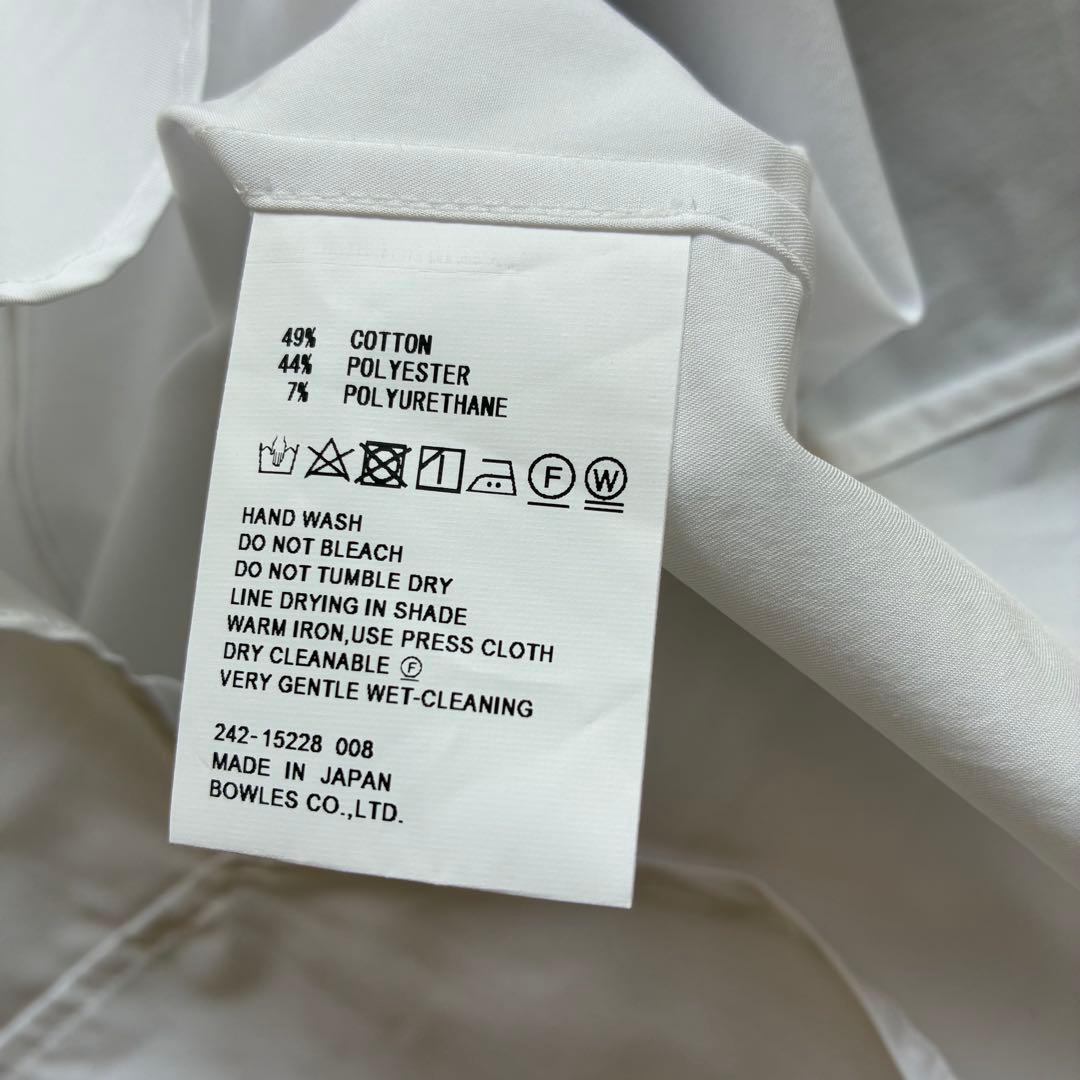 49% COTTON
44% POLYESTER
7% POLYURETHANE
F W
HAND WASH
DO NOT BLEACH
DO NOT TUMBLE DRY
LINE DRYING IN SHADE
WARM IRON,USE PRESS CLOTH
DRY CLEANABLE Ⓕ
VERY GENTLE WET-CLEANING
242-15228 008
MADE IN JAPAN
BOWLES CO.,LTD.